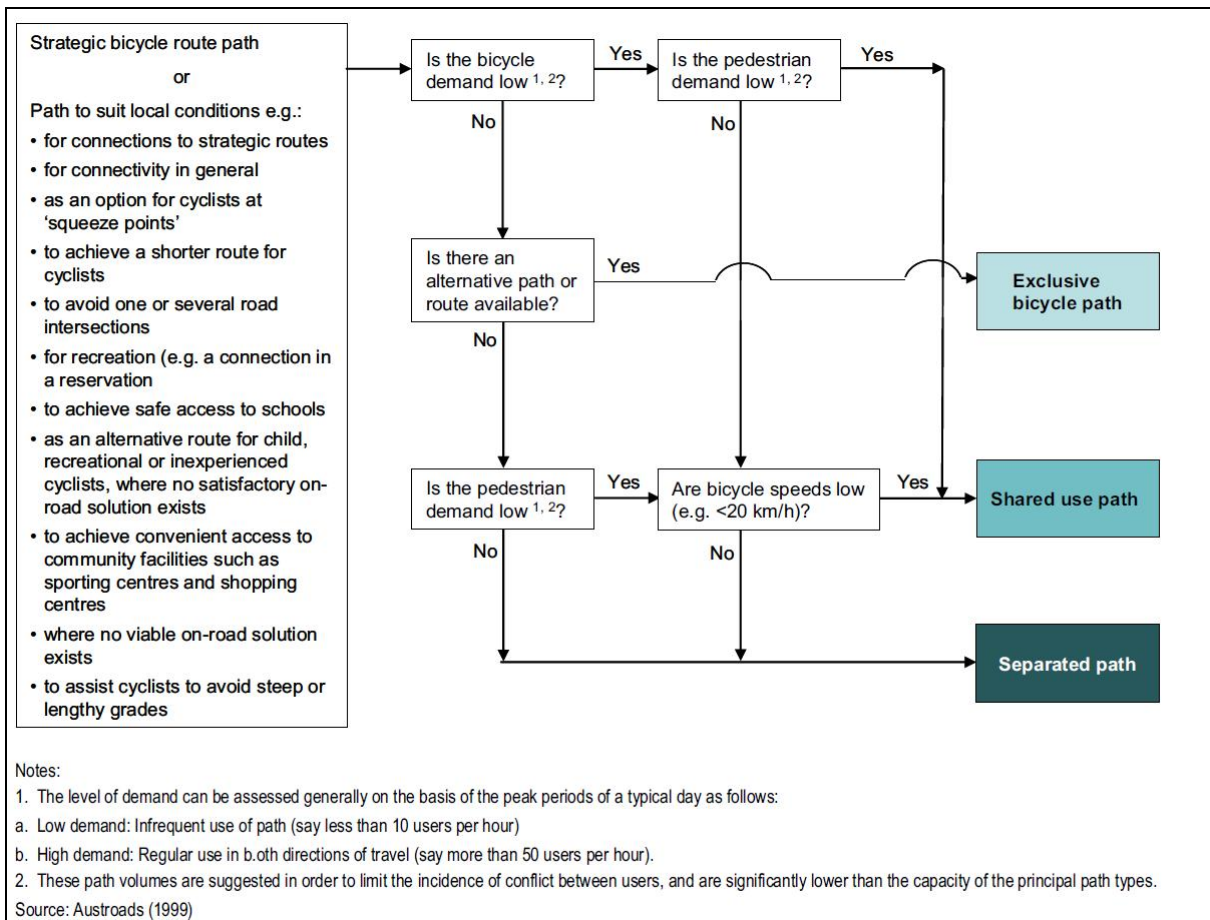 Strategic bicycle route path
or
Path to suit local conditions e.g.:
• for connections to strategic routes
• for connectivity in general
• as an option for cyclists at
‘squeeze points’
• to achieve a shorter route for
cyclists
• to avoid one or several road
intersections
• for recreation (e.g. a connection in
a reservation
• to achieve safe access to schools
• as an alternative route for child,
recreational or inexperienced
cyclists, where no satisfactory on-
road solution exists
• to achieve convenient access to
community facilities such as
sporting centres and shopping
centres
• where no viable on-road solution
exists
• to assist cyclists to avoid steep or
lengthy grades
Is the bicycle
demand low 1, 2?
Yes
Is the pedestrian
demand low 1, 2?
Yes
No
No
Is there an
alternative path or
route available?
Yes
Exclusive
bicycle path
No
Is the pedestrian
demand low 1, 2?
Yes
Are bicycle speeds low
(e.g. <20 km/h)?
Yes
Shared use path
No
No
Separated path
Notes:
1. The level of demand can be assessed generally on the basis of the peak periods of a typical day as follows:
a. Low demand: Infrequent use of path (say less than 10 users per hour)
b. High demand: Regular use in b.oth directions of travel (say more than 50 users per hour).
2. These path volumes are suggested in order to limit the incidence of conflict between users, and are significantly lower than the capacity of the principal path types.
Source: Austroads (1999)